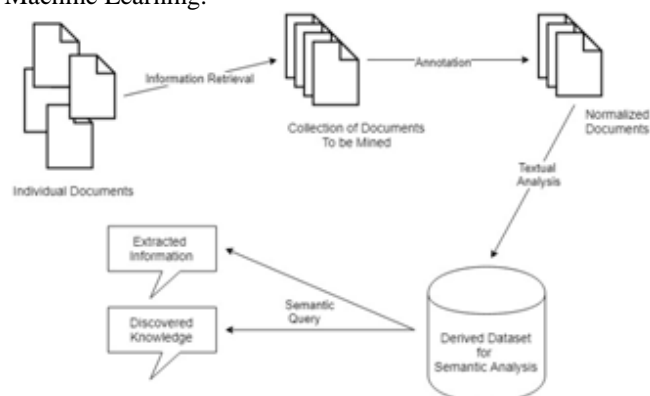 Machine Learning.
Information Retrieval
Annotation
Collection of Documents
To be Mined
Normalized
Documents
Individual Documents
Textual
Analysis
Extracted
Information
Semantic
Query
Discovered
Knowledge
Derived Dataset
for
Semantic Analysis